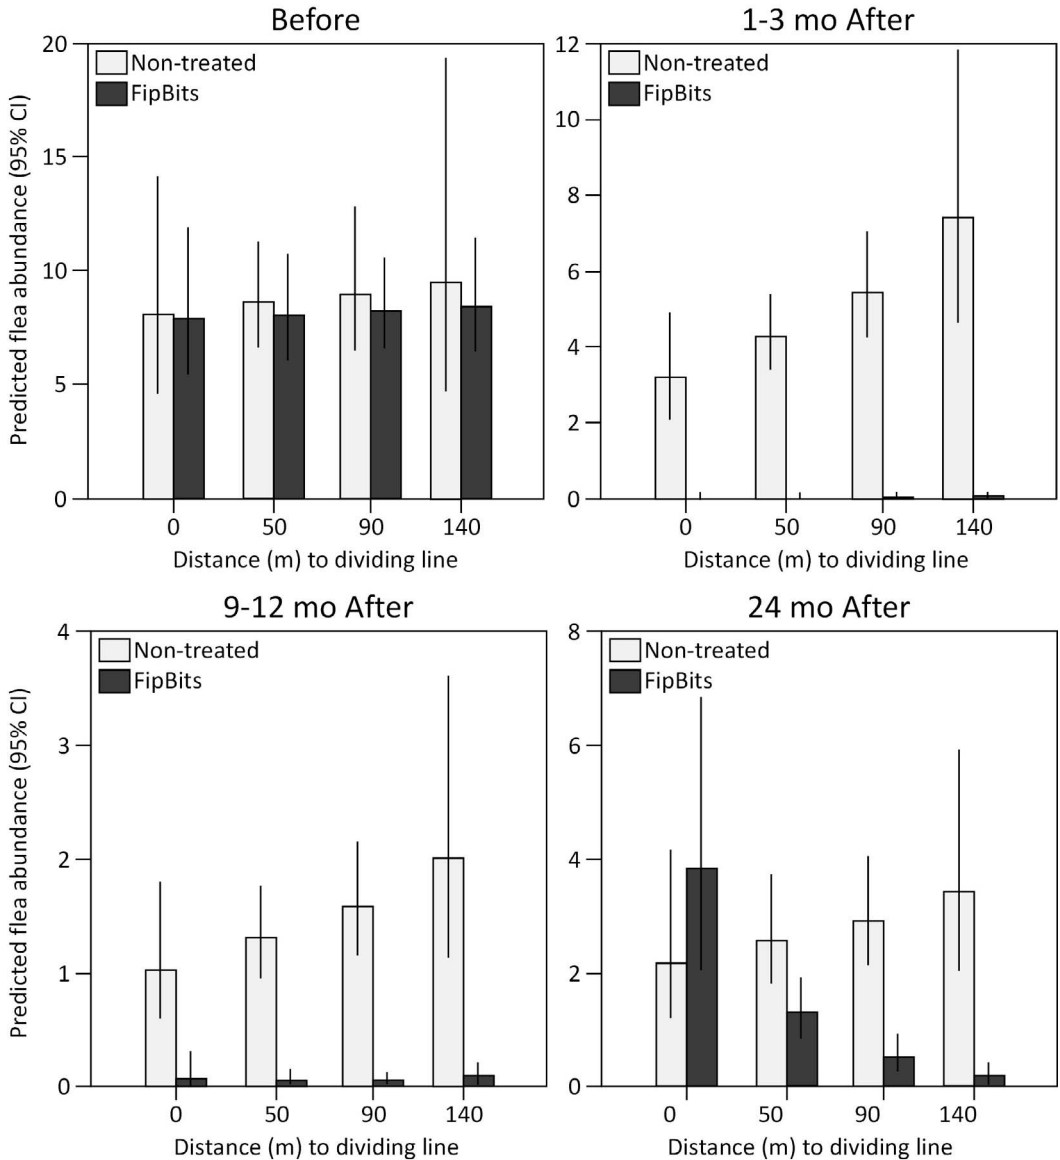 Before
Predicted flea abundance (95% CI)
20
15
10
5
0
Non-treated
FipBits
0 50 90 140
Distance (m) to dividing line
1-3 mo After
12
10
8
6
4
2
0
Non-treated
FipBits
0 50 90 140
Distance (m) to dividing line
9-12 mo After
Predicted flea abundance (95% CI)
4
3
2
1
0
Non-treated
FipBits
0 50 90 140
Distance (m) to dividing line
24 mo After
8
6
4
2
0
Non-treated
FipBits
0 50 90 140
Distance (m) to dividing line